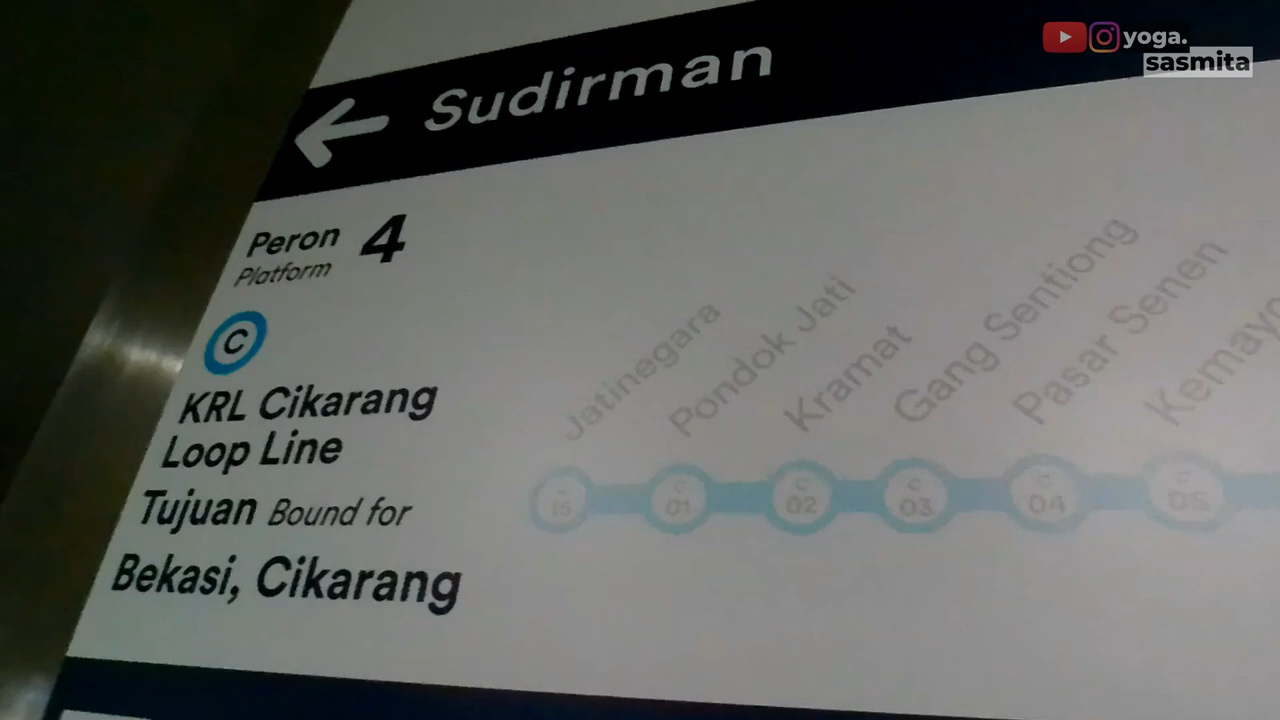 yoga.
sasmita
Sudirman
Peron 4
Platform
C
KRL Cikarang
Loop Line
Tujuan Bound for
Bekasi, Cikarang
Jatinegara
Pondok Jati
Kramat
Gang Sentiong
Pasar Senen
C
01
C
02
C
03
C
04
C
05